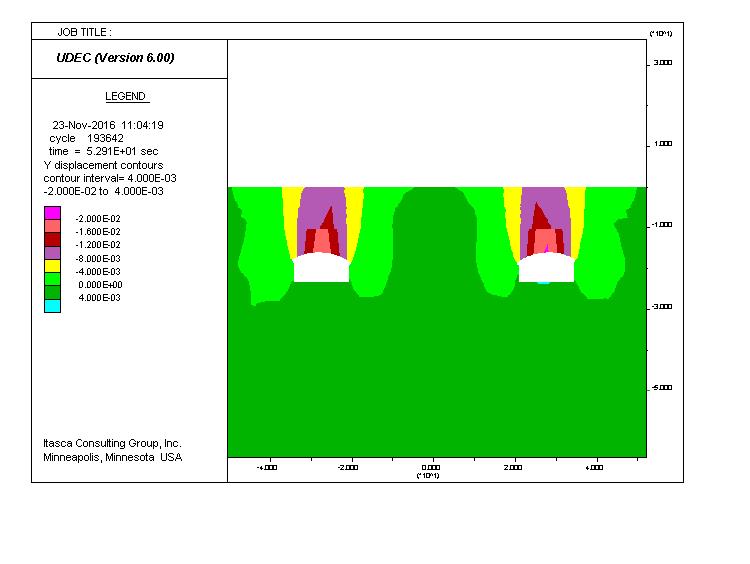 JOB TITLE :
UDEC (Version 6.00)
LEGEND
23-Nov-2016 11:04:19
cycle 193642
time = 5.291E+01 sec
Y displacement contours
contour interval= 4.000E-03
-2.000E-02 to 4.000E-03
-2.000E-02
-1.600E-02
-1.200E-02
-8.000E-03
-4.000E-03
0.000E+00
4.000E-03
Itasca Consulting Group, Inc.
Minneapolis, Minnesota USA
(*10^1)
3.000
1.000
-1.000
-3.000
-5.000
-4.000 -2.000 0.000 2.000 4.000
(*10^1)